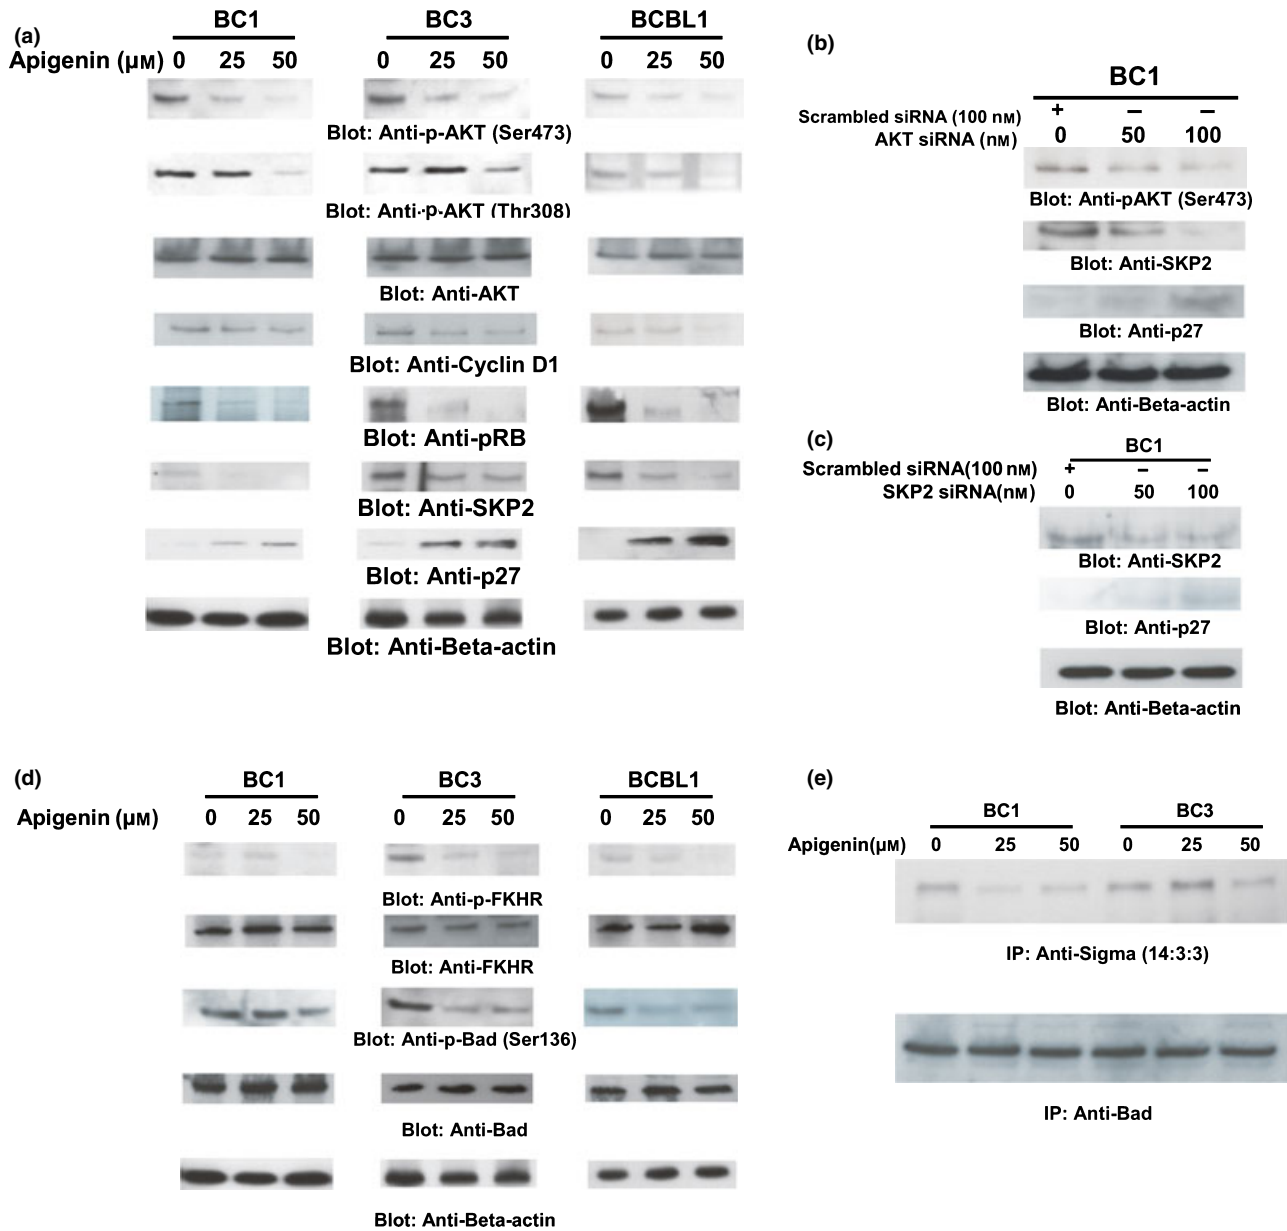 (a)
BC1 BC3 BCBL1
Apigenin (µM) 0 25 50 0 25 50 0 25 50
Blot: Anti-p-AKT (Ser473)
Blot: Anti-p-AKT (Thr308)
Blot: Anti-AKT
Blot: Anti-Cyclin D1
Blot: Anti-pRB
Blot: Anti-SKP2
Blot: Anti-p27
Blot: Anti-Beta-actin
(b)
BC1
Scrambled siRNA (100 nM) + – –
AKT siRNA (nM) 0 50 100
Blot: Anti-pAKT (Ser473)
Blot: Anti-SKP2
Blot: Anti-p27
Blot: Anti-Beta-actin
(c)
BC1
Scrambled siRNA(100 nM) + – –
SKP2 siRNA(nM) 0 50 100
Blot: Anti-SKP2
Blot: Anti-p27
Blot: Anti-Beta-actin
(d)
BC1 BC3 BCBL1
Apigenin (µM) 0 25 50 0 25 50 0 25 50
Blot: Anti-p-FKHR
Blot: Anti-FKHR
Blot: Anti-p-Bad (Ser136)
Blot: Anti-Bad
Blot: Anti-Beta-actin
(e)
BC1 BC3
Apigenin(µM) 0 25 50 0 25 50
IP: Anti-Sigma (14:3:3)
IP: Anti-Bad